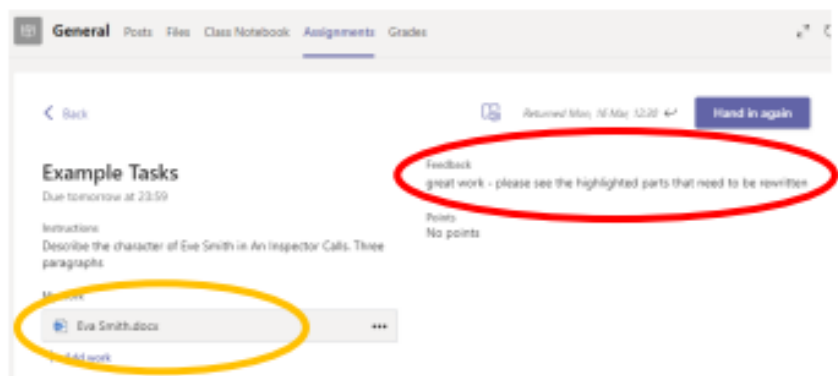 General Posts Files Class Notebook Assignments Grades
Back
Returned Mon, 16 Mar, 12:20
Hand in again
Example Tasks
Due tomorrow at 23:59
Feedback
great work - please see the highlighted parts that need to be rewritten
Points
No points
Instructions
Describe the character of Eve Smith in An Inspector Calls. Three
paragraphs
My work
Eva Smith.docx
Add work